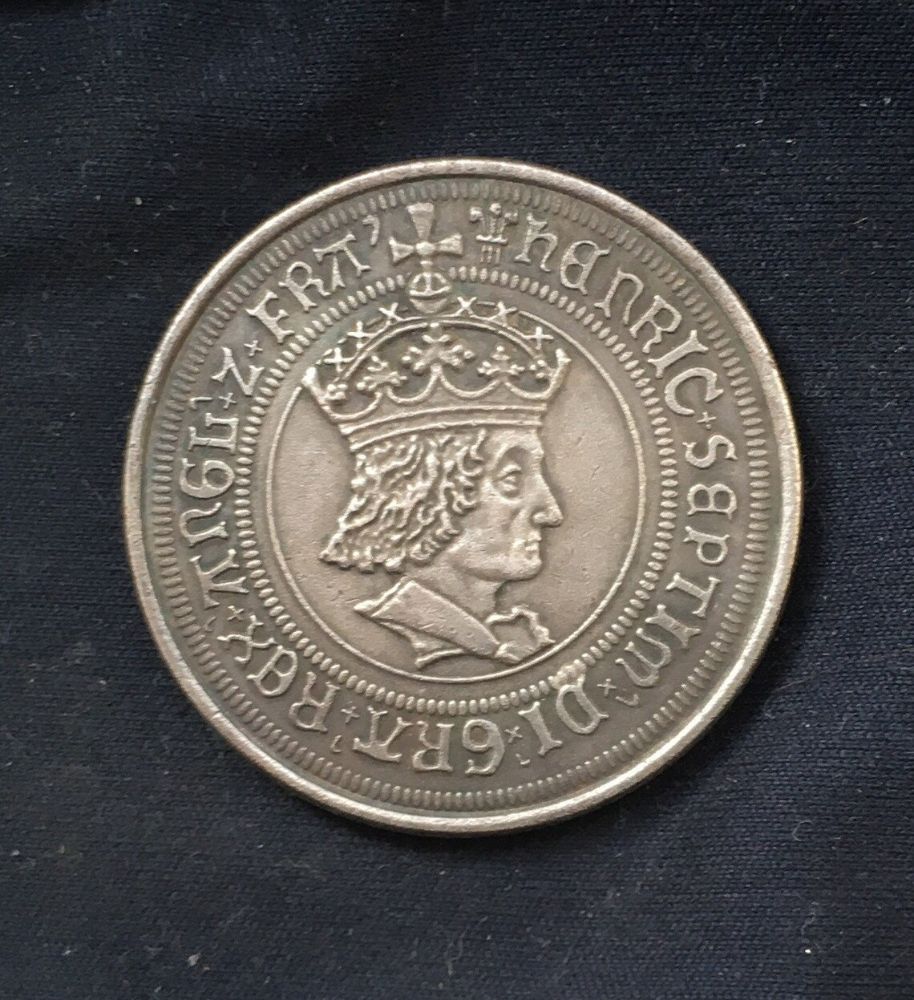 HENRIC × SEPTIM × DI' × GRA' × REX × ANGL' × Z × FRA'